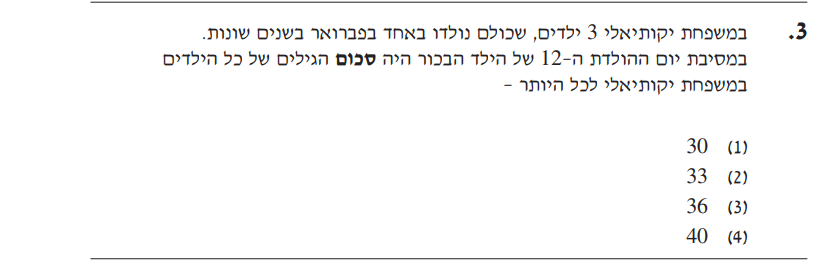 3. במשפחת יקותיאלי 3 ילדים, שכולם נולדו באחד בפברואר בשנים שונות.
במסיבת יום ההולדת ה-12 של הילד הבכור היה סכום הגילים של כל הילדים
במשפחת יקותיאלי לכל היותר -
(1) 30
(2) 33
(3) 36
(4) 40